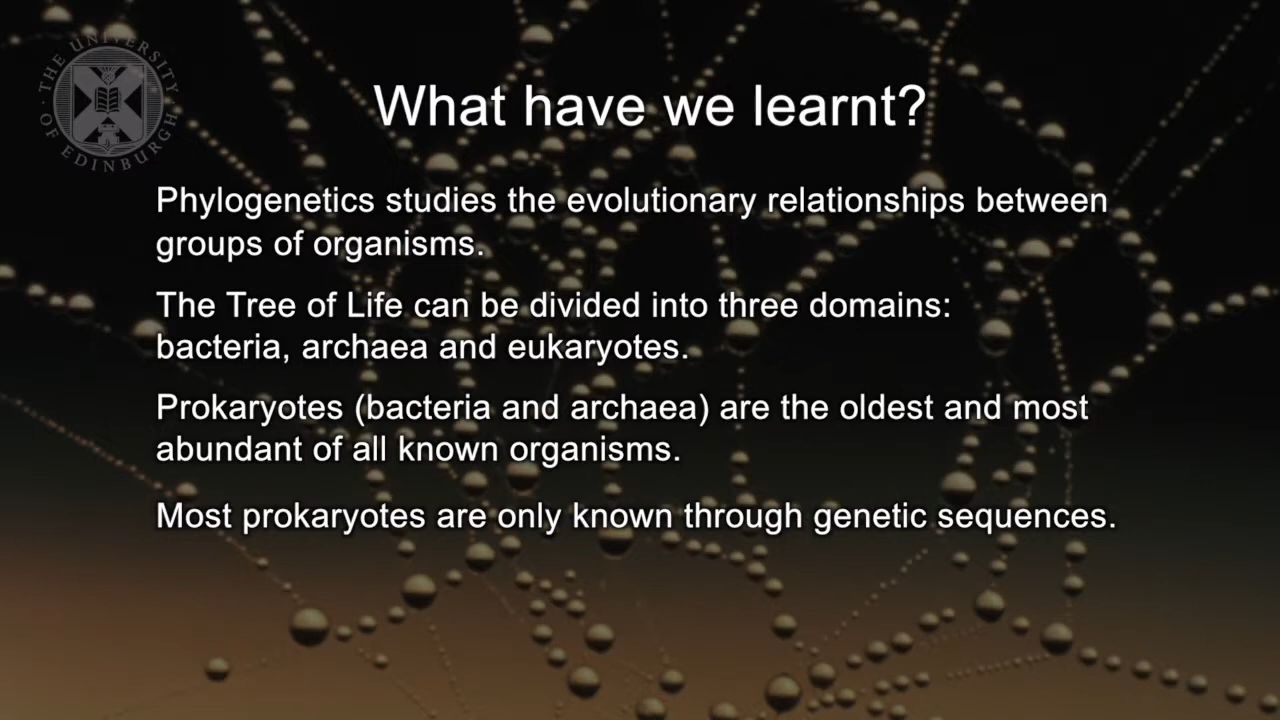 THE UNIVERSITY
OF EDINBURGH
What have we learnt?
Phylogenetics studies the evolutionary relationships between
groups of organisms.
The Tree of Life can be divided into three domains:
bacteria, archaea and eukaryotes.
Prokaryotes (bacteria and archaea) are the oldest and most
abundant of all known organisms.
Most prokaryotes are only known through genetic sequences.